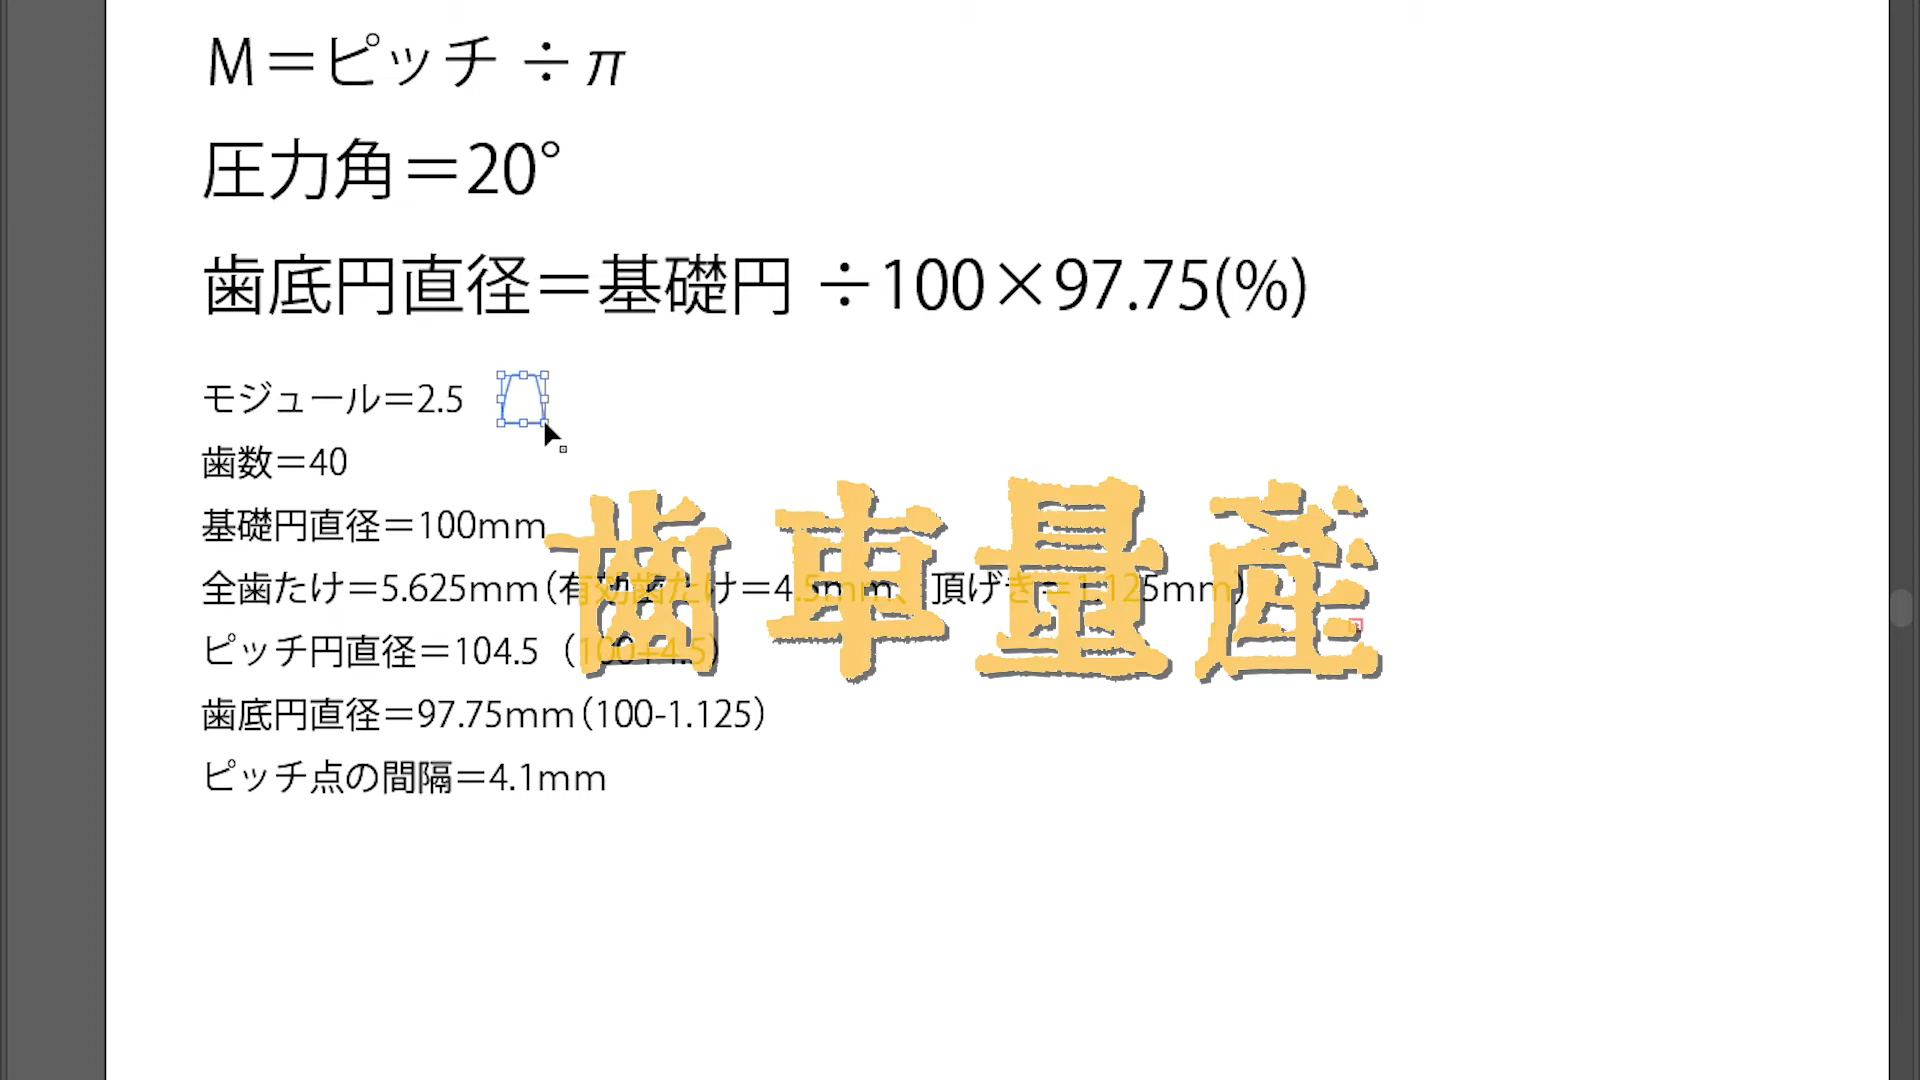 M＝ピッチ ÷π
圧力角＝20°
歯底円直径＝基礎円 ÷100×97.75(%)
モジュール＝2.5
歯数＝40
基礎円直径＝100mm
全歯たけ＝5.625mm（有効歯たけ＝4.5mm、頂げき＝1.125mm）
ピッチ円直径＝104.5（100+4.5）
歯底円直径＝97.75mm（100-1.125）
ピッチ点の間隔＝4.1mm
歯車量産